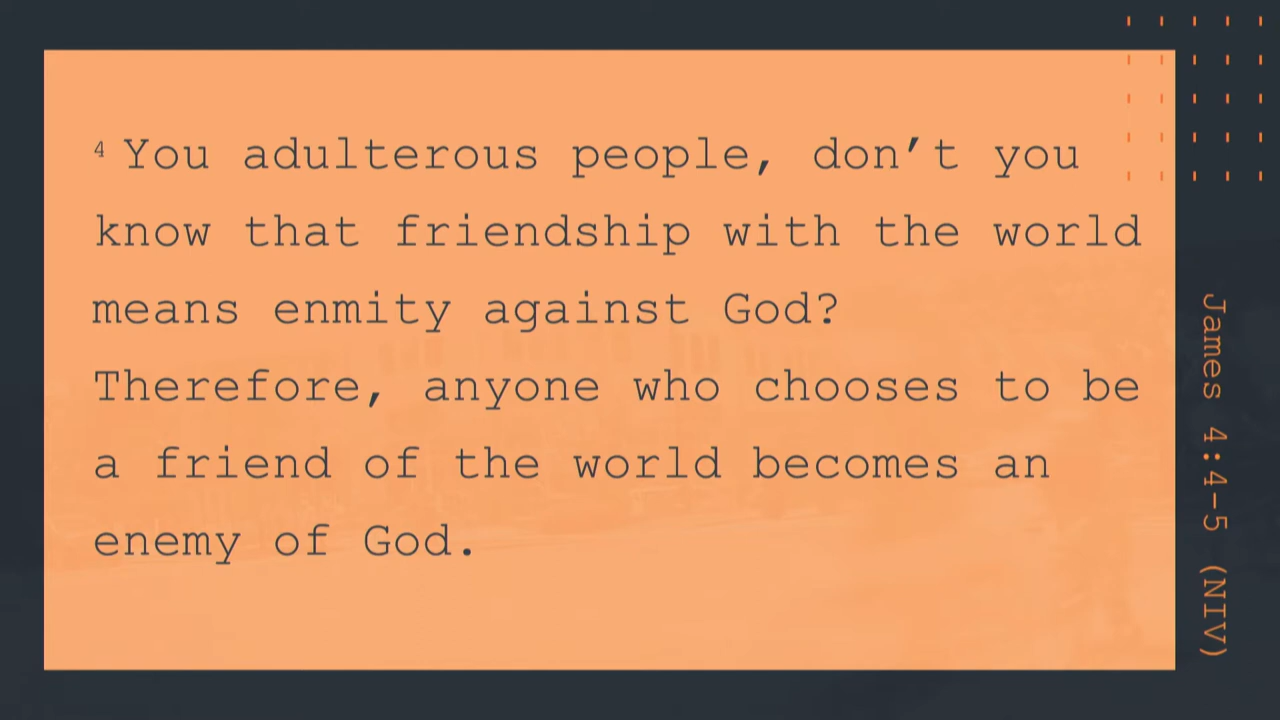 4 You adulterous people, don’t you
know that friendship with the world
means enmity against God?
Therefore, anyone who chooses to be
a friend of the world becomes an
enemy of God.
James 4:4-5 (NIV)